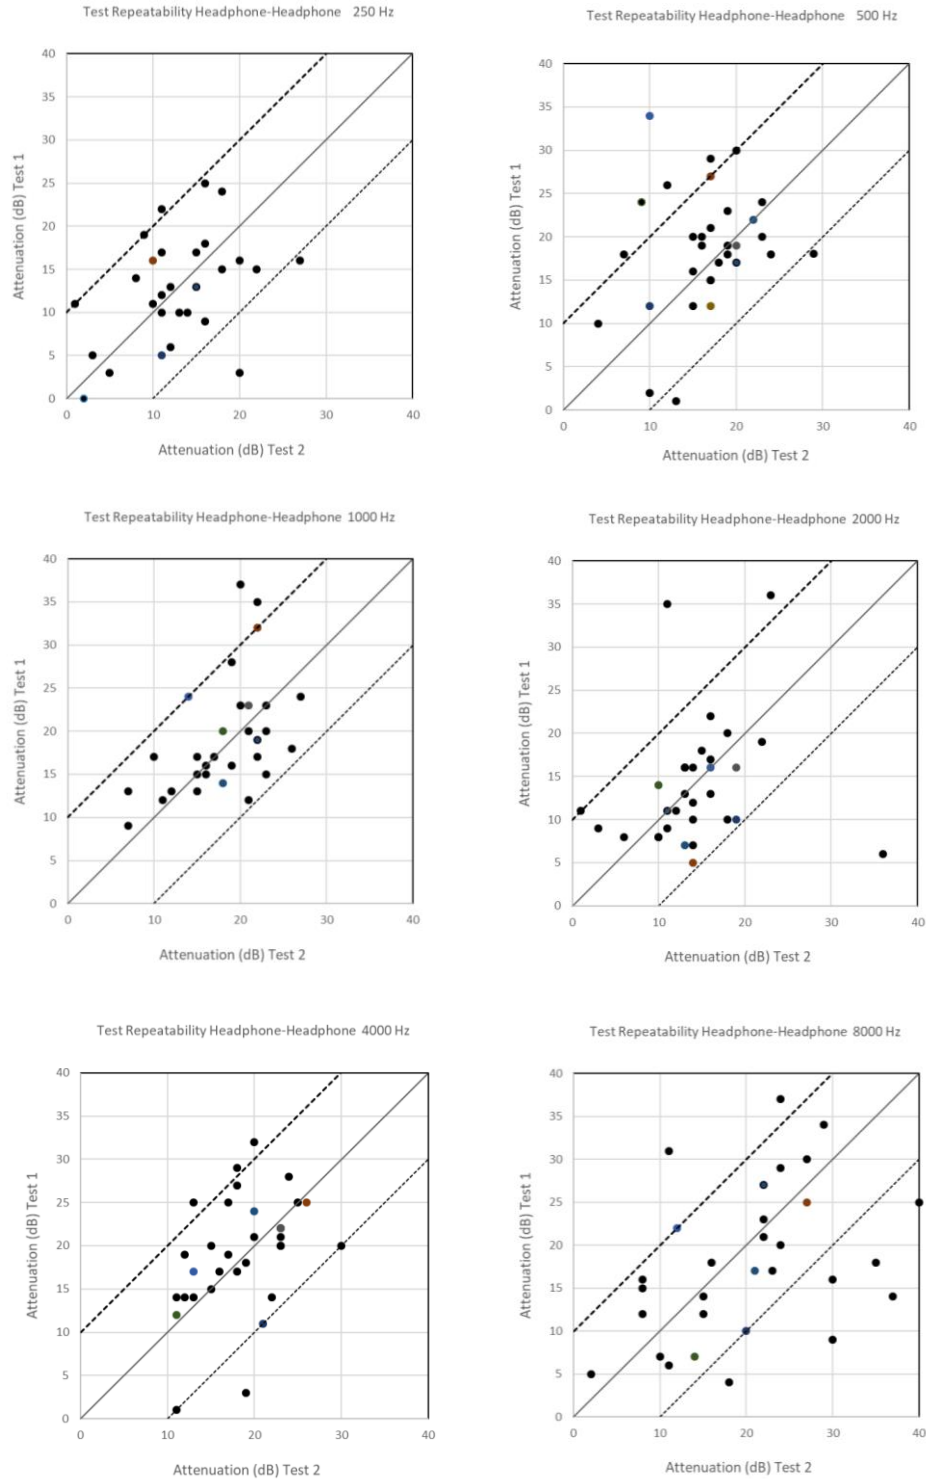 Test Repeatability Headphone-Headphone 250 Hz
40
35
30
25
20
15
10
5
0
0 10 20 30 40
Attenuation (dB) Test 1
Attenuation (dB) Test 2
Test Repeatability Headphone-Headphone 500 Hz
40
35
30
25
20
15
10
5
0
0 10 20 30 40
Attenuation (dB) Test 1
Attenuation (dB) Test 2
Test Repeatability Headphone-Headphone 1000 Hz
40
35
30
25
20
15
10
5
0
0 10 20 30 40
Attenuation (dB) Test 1
Attenuation (dB) Test 2
Test Repeatability Headphone-Headphone 2000 Hz
40
35
30
25
20
15
10
5
0
0 10 20 30 40
Attenuation (dB) Test 1
Attenuation (dB) Test 2
Test Repeatability Headphone-Headphone 4000 Hz
40
35
30
25
20
15
10
5
0
0 10 20 30 40
Attenuation (dB) Test 1
Attenuation (dB) Test 2
Test Repeatability Headphone-Headphone 8000 Hz
40
35
30
25
20
15
10
5
0
0 10 20 30 40
Attenuation (dB) Test 1
Attenuation (dB) Test 2